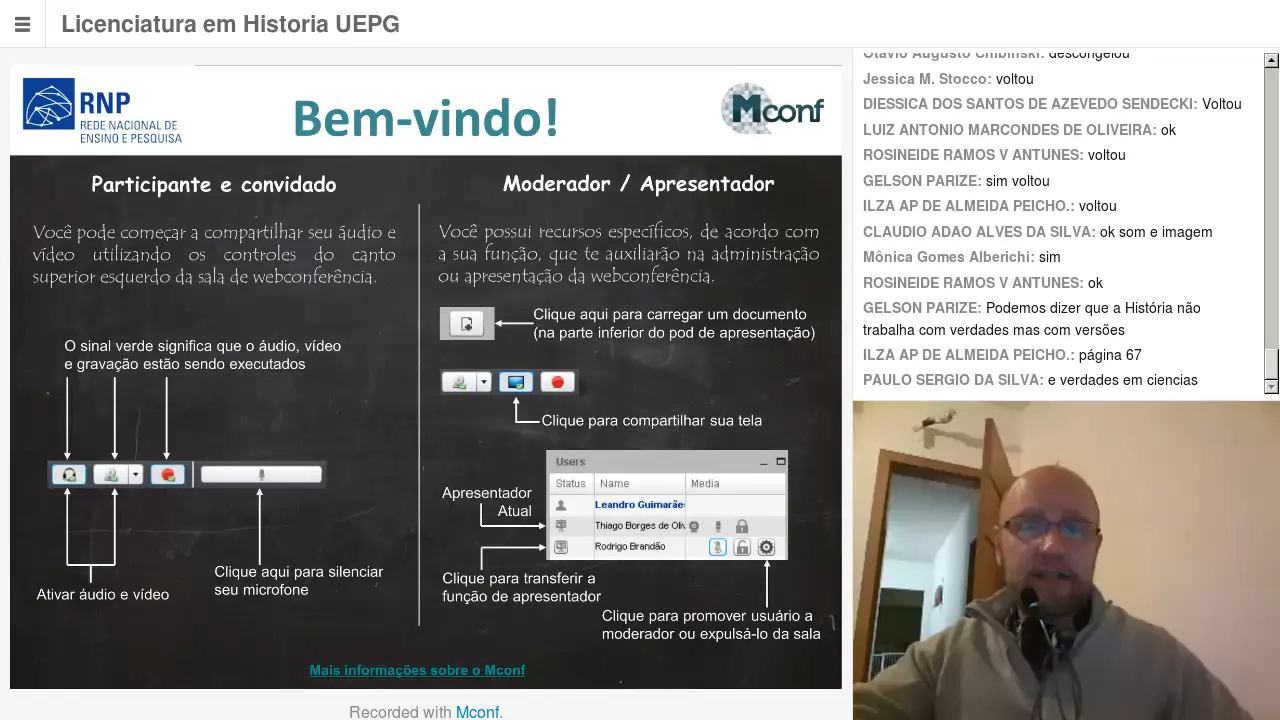 Licenciatura em Historia UEPG
RNP
REDE NACIONAL DE
ENSINO E PESQUISA
Bem-vindo!
Mconf
Participante e convidado
Você pode começar a compartilhar seu áudio e
vídeo utilizando os controles do canto
superior esquerdo da sala de webconferência.
O sinal verde significa que o áudio, vídeo
e gravação estão sendo executados
Ativar áudio e vídeo
Clique aqui para silenciar
seu microfone
Moderador / Apresentador
Você possui recursos específicos, de acordo com
a sua função, que te auxiliarão na administração
ou apresentação da webconferência.
Clique aqui para carregar um documento
(na parte inferior do pod de apresentação)
Clique para compartilhar sua tela
Users
Status Name Media
Leandro Guimarães
Thiago Borges de Oliv
Rodrigo Brandão
Apresentador
Atual
Clique para transferir a
função de apresentador
Clique para promover usuário a
moderador ou expulsá-lo da sala
Mais informações sobre o Mconf
Recorded with Mconf.
Otavio Augusto Chibinski: descongelou
Jessica M. Stocco: voltou
DIESSICA DOS SANTOS DE AZEVEDO SENDECKI: Voltou
LUIZ ANTONIO MARCONDES DE OLIVEIRA: ok
ROSINEIDE RAMOS V ANTUNES: voltou
GELSON PARIZE: sim voltou
ILZA AP DE ALMEIDA PEICHO.: voltou
CLAUDIO ADAO ALVES DA SILVA: ok som e imagem
Mônica Gomes Alberichi: sim
ROSINEIDE RAMOS V ANTUNES: ok
GELSON PARIZE: Podemos dizer que a História não
trabalha com verdades mas com versões
ILZA AP DE ALMEIDA PEICHO.: página 67
PAULO SERGIO DA SILVA: e verdades em ciencias